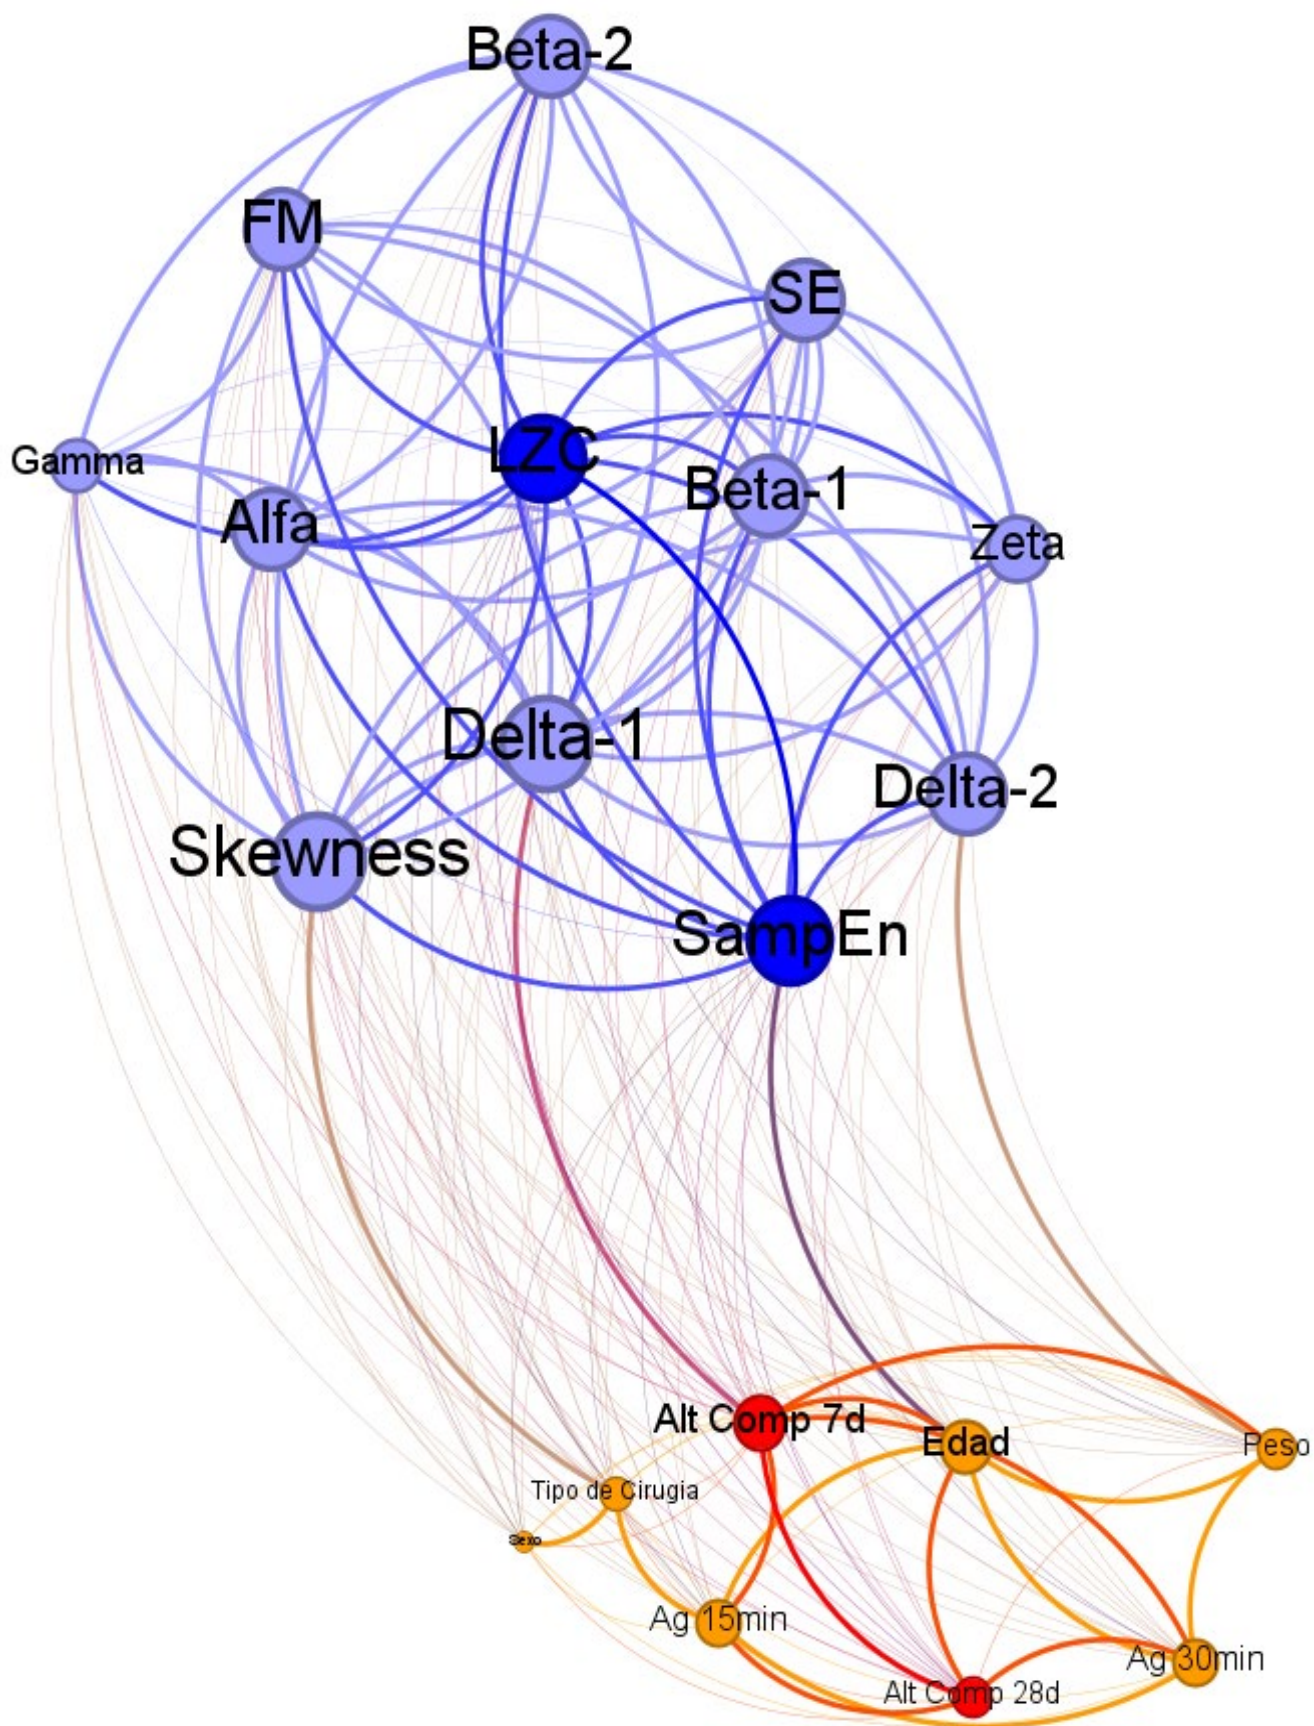 Beta-2
FM
SE
LZC
Gamma
Beta-1
Alfa
Zeta
Delta-1
Delta-2
Skewness
SampEn
Alt Comp 7d
Edad
Peso
Tipo de Cirugia
Sexo
Ag 15min
Ag 30min
Alt Comp 28d